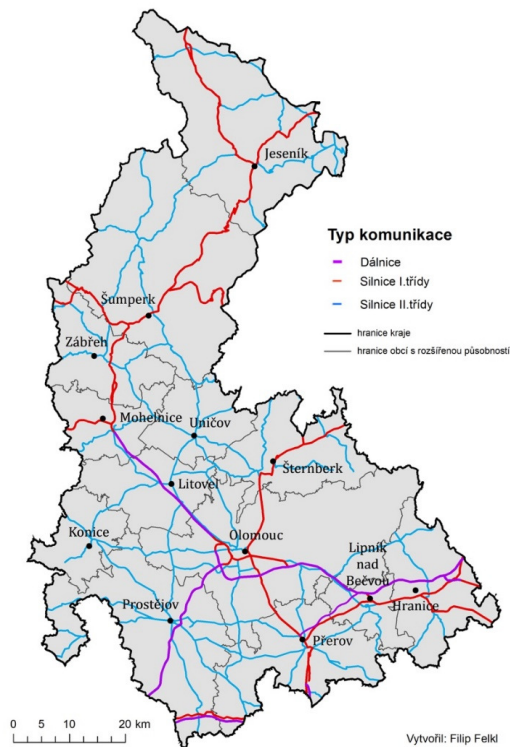 Jeseník
Typ komunikace
Dálnice
Silnice I.třídy
Silnice II.třídy
hranice kraje
hranice obcí s rozšířenou působností
Šumperk
Zábřeh
Mohelnice
Uničov
Šternberk
Litovel
Konice
Olomouc
Lipník
nad
Bečvou
Hranice
Prostějov
Přerov
0 5 10 20 km
Vytvořil: Filip Felkl